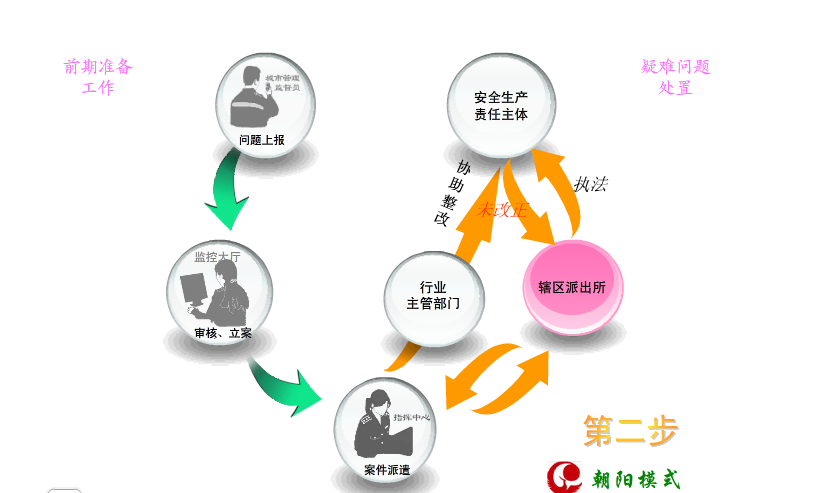 前期准备
工作
城市管理
监督员
问题上报
安全生产
责任主体
疑难问题
处置
协助整改
未改正
执法
监控大厅
审核、立案
行业
主管部门
辖区派出所
指挥中心
案件派遣
第二步
朝阳模式